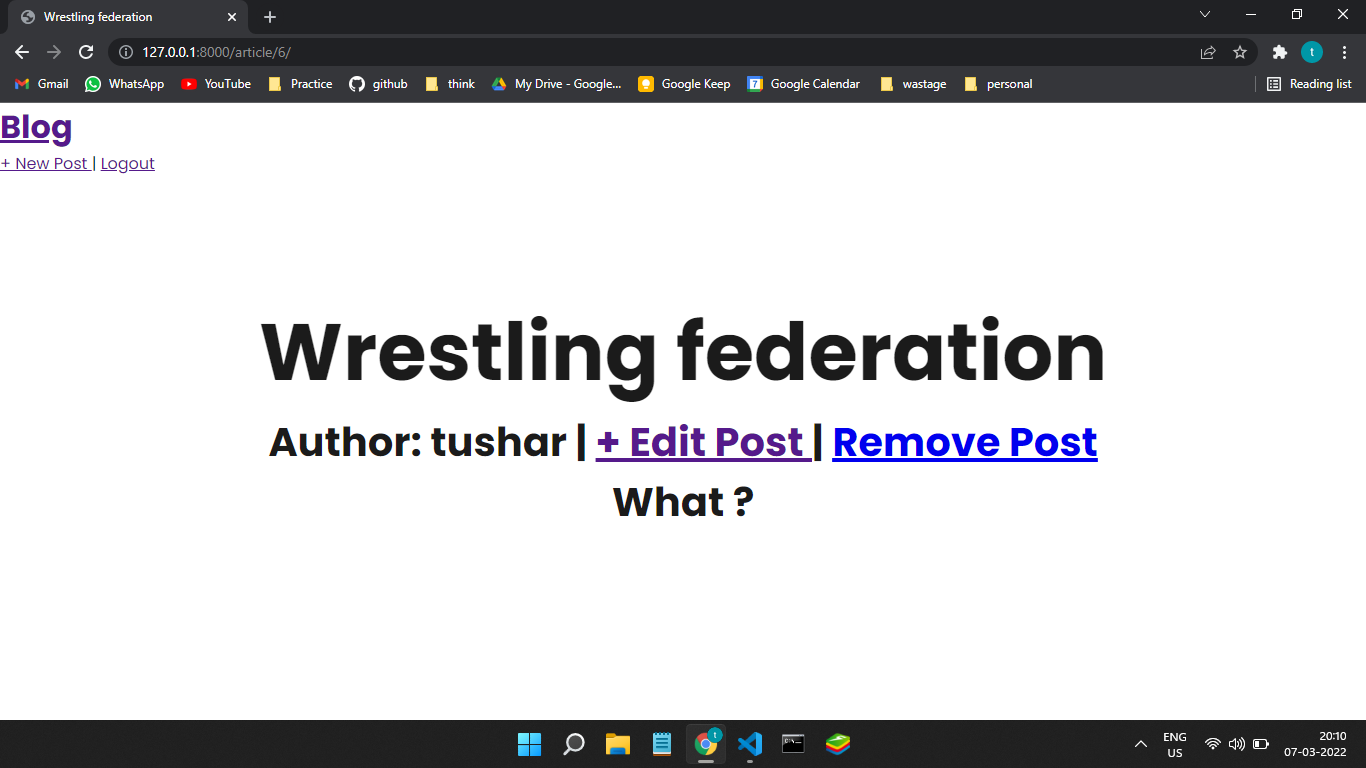 Wrestling federation
127.0.0.1:8000/article/6/
t
Gmail WhatsApp YouTube Practice github think My Drive - Google... Google Keep 7 Google Calendar wastage personal Reading list
Blog
+ New Post | Logout
Wrestling federation
Author: tushar | + Edit Post | Remove Post
What ?
t
ENG
US
20:10
07-03-2022